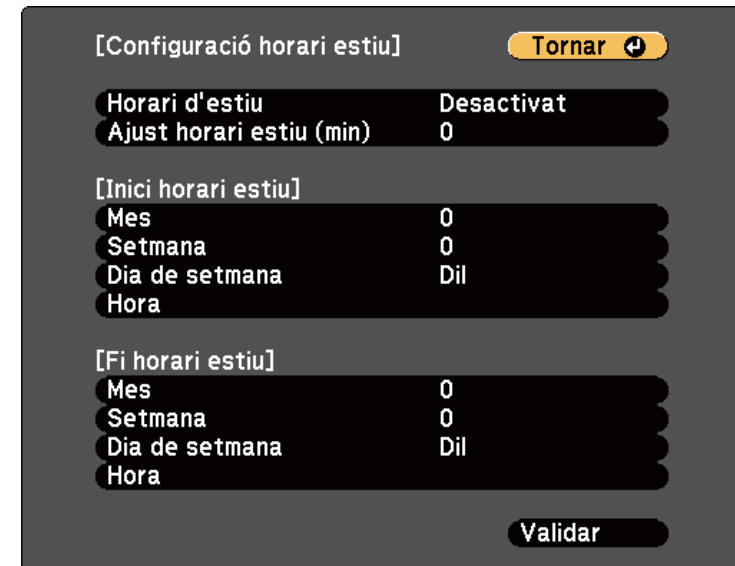 [Configuració horari estiu] Tornar
Horari d'estiu Desactivat
Ajust horari estiu (min) 0
[Inici horari estiu]
Mes 0
Setmana 0
Dia de setmana Dil
Hora
[Fi horari estiu]
Mes 0
Setmana 0
Dia de setmana Dil
Hora
Validar